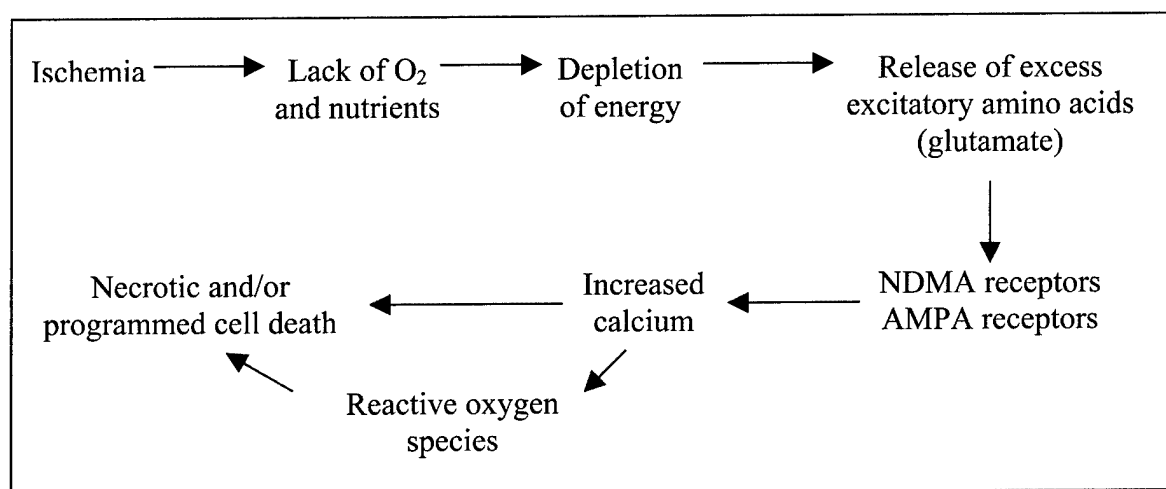 Ischemia
Lack of O₂
and nutrients
Depletion
of energy
Release of excess
excitatory amino acids
(glutamate)
NDMA receptors
AMPA receptors
Increased
calcium
Necrotic and/or
programmed cell death
Reactive oxygen
species